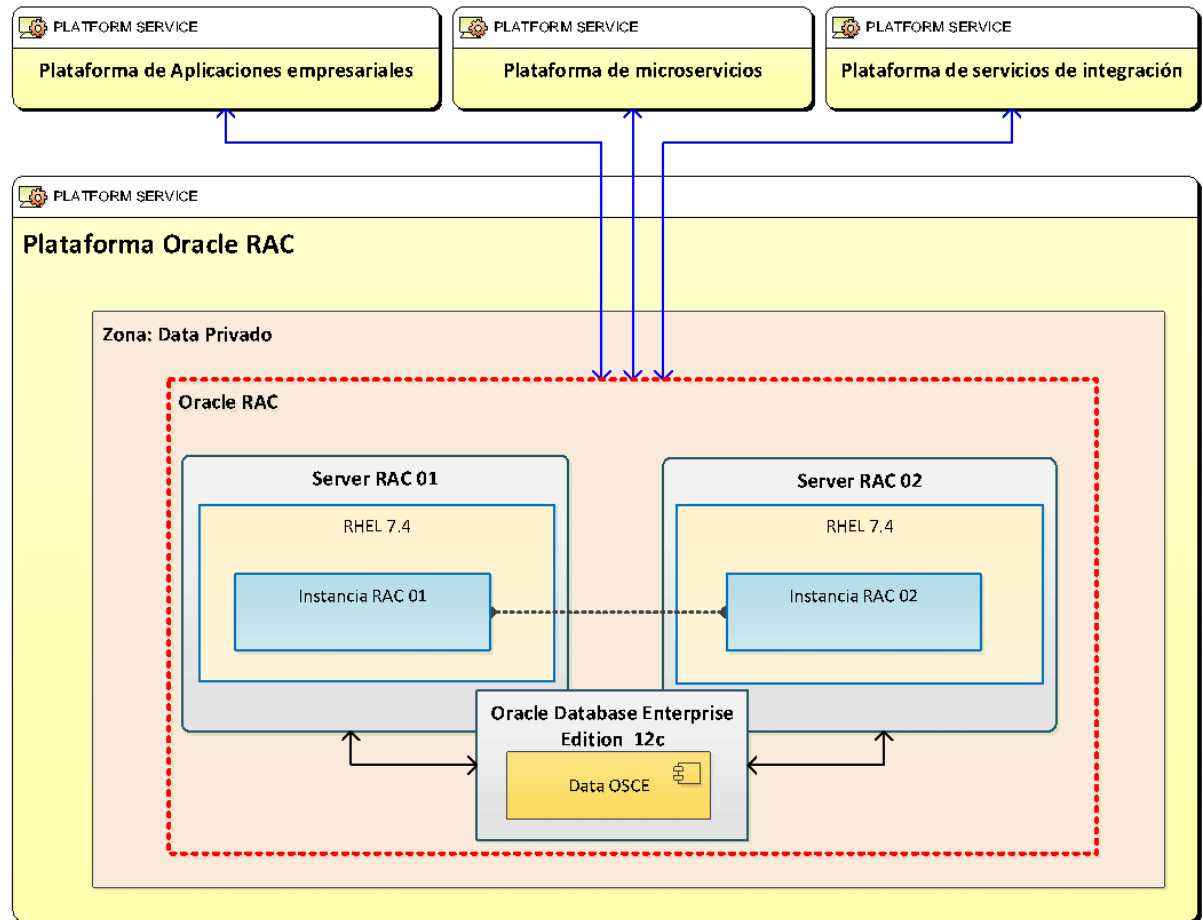 PLATFORM SERVICE
Plataforma de Aplicaciones empresariales
PLATFORM SERVICE
Plataforma de microservicios
PLATFORM SERVICE
Plataforma de servicios de integración
PLATFORM SERVICE
Plataforma Oracle RAC
Zona: Data Privado
Oracle RAC
Server RAC 01
RHEL 7.4
Instancia RAC 01
Server RAC 02
RHEL 7.4
Instancia RAC 02
Oracle Database Enterprise
Edition 12c
Data OSCE